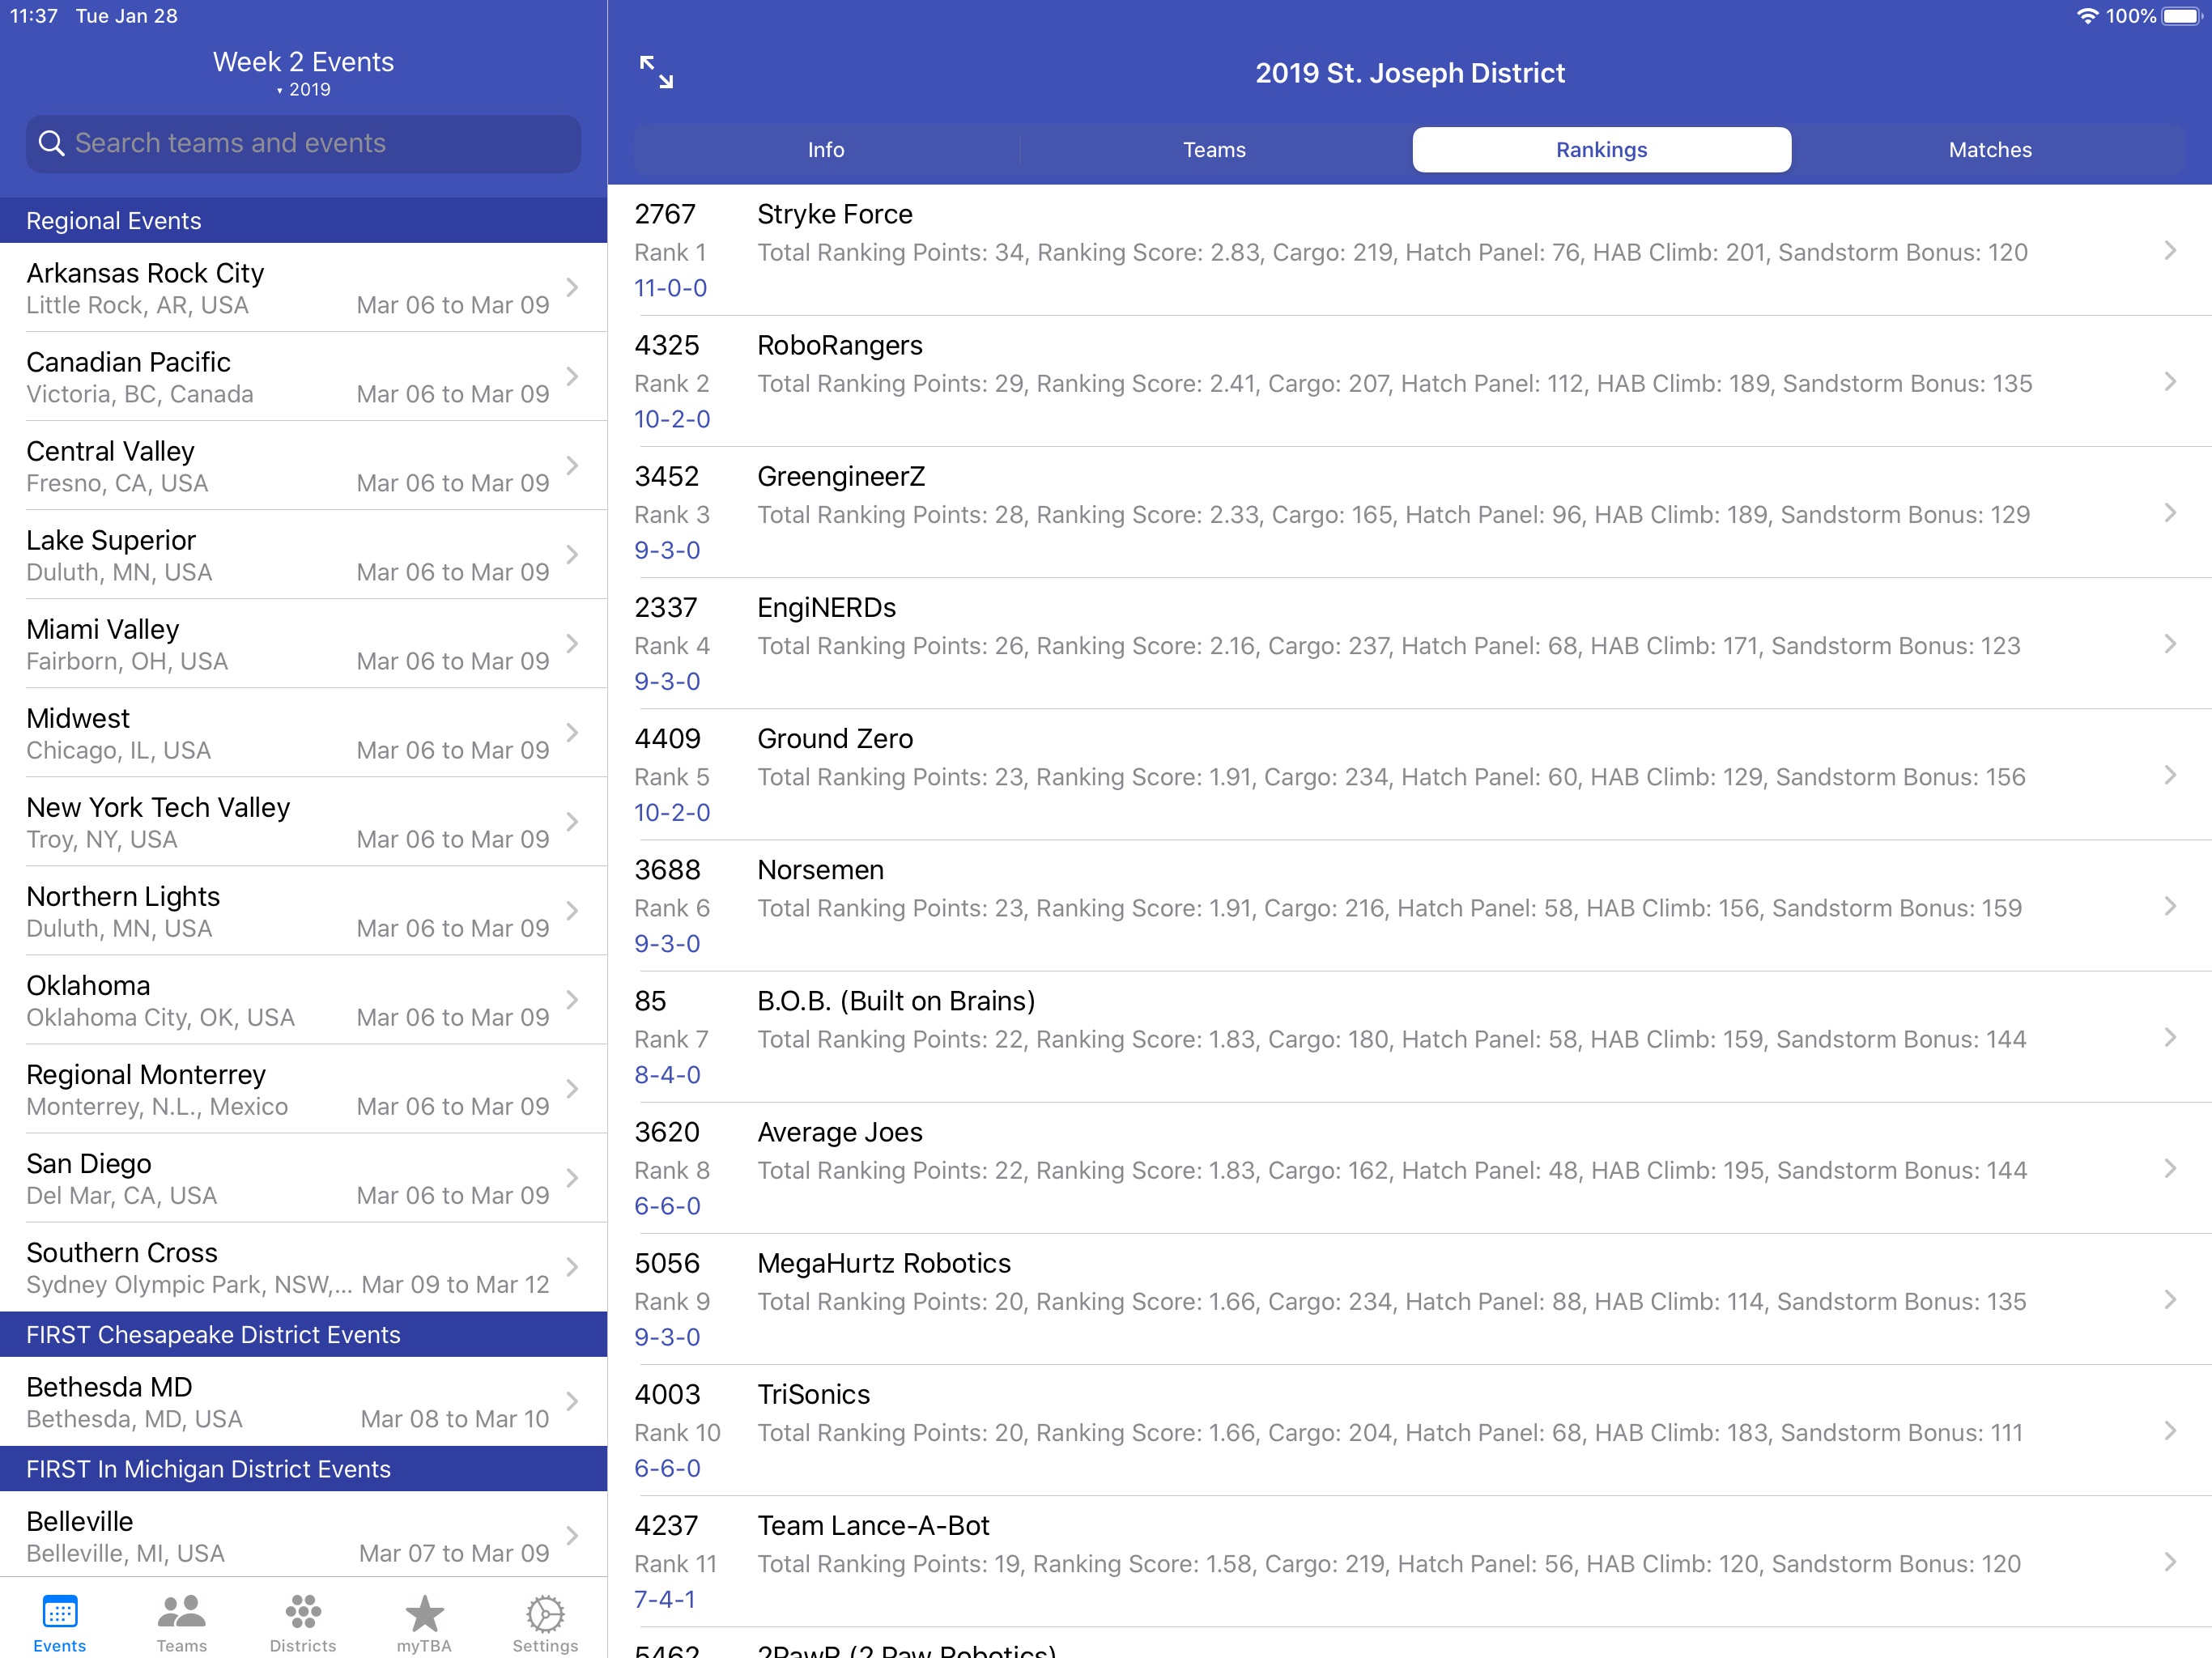 11:37 Tue Jan 28
100%
Week 2 Events
▾ 2019
Search teams and events
Regional Events
Arkansas Rock City
Little Rock, AR, USA Mar 06 to Mar 09
Canadian Pacific
Victoria, BC, Canada Mar 06 to Mar 09
Central Valley
Fresno, CA, USA Mar 06 to Mar 09
Lake Superior
Duluth, MN, USA Mar 06 to Mar 09
Miami Valley
Fairborn, OH, USA Mar 06 to Mar 09
Midwest
Chicago, IL, USA Mar 06 to Mar 09
New York Tech Valley
Troy, NY, USA Mar 06 to Mar 09
Northern Lights
Duluth, MN, USA Mar 06 to Mar 09
Oklahoma
Oklahoma City, OK, USA Mar 06 to Mar 09
Regional Monterrey
Monterrey, N.L., Mexico Mar 06 to Mar 09
San Diego
Del Mar, CA, USA Mar 06 to Mar 09
Southern Cross
Sydney Olympic Park, NSW,... Mar 09 to Mar 12
FIRST Chesapeake District Events
Bethesda MD
Bethesda, MD, USA Mar 08 to Mar 10
FIRST In Michigan District Events
Belleville
Belleville, MI, USA Mar 07 to Mar 09
Events Teams Districts myTBA Settings
2019 St. Joseph District
Info Teams Rankings Matches
2767 Stryke Force
Rank 1 Total Ranking Points: 34, Ranking Score: 2.83, Cargo: 219, Hatch Panel: 76, HAB Climb: 201, Sandstorm Bonus: 120
11-0-0
4325 RoboRangers
Rank 2 Total Ranking Points: 29, Ranking Score: 2.41, Cargo: 207, Hatch Panel: 112, HAB Climb: 189, Sandstorm Bonus: 135
10-2-0
3452 GreengineerZ
Rank 3 Total Ranking Points: 28, Ranking Score: 2.33, Cargo: 165, Hatch Panel: 96, HAB Climb: 189, Sandstorm Bonus: 129
9-3-0
2337 EngiNERDs
Rank 4 Total Ranking Points: 26, Ranking Score: 2.16, Cargo: 237, Hatch Panel: 68, HAB Climb: 171, Sandstorm Bonus: 123
9-3-0
4409 Ground Zero
Rank 5 Total Ranking Points: 23, Ranking Score: 1.91, Cargo: 234, Hatch Panel: 60, HAB Climb: 129, Sandstorm Bonus: 156
10-2-0
3688 Norsemen
Rank 6 Total Ranking Points: 23, Ranking Score: 1.91, Cargo: 216, Hatch Panel: 58, HAB Climb: 156, Sandstorm Bonus: 159
9-3-0
85 B.O.B. (Built on Brains)
Rank 7 Total Ranking Points: 22, Ranking Score: 1.83, Cargo: 180, Hatch Panel: 58, HAB Climb: 159, Sandstorm Bonus: 144
8-4-0
3620 Average Joes
Rank 8 Total Ranking Points: 22, Ranking Score: 1.83, Cargo: 162, Hatch Panel: 48, HAB Climb: 195, Sandstorm Bonus: 144
6-6-0
5056 MegaHurtz Robotics
Rank 9 Total Ranking Points: 20, Ranking Score: 1.66, Cargo: 234, Hatch Panel: 88, HAB Climb: 114, Sandstorm Bonus: 135
9-3-0
4003 TriSonics
Rank 10 Total Ranking Points: 20, Ranking Score: 1.66, Cargo: 204, Hatch Panel: 68, HAB Climb: 183, Sandstorm Bonus: 111
6-6-0
4237 Team Lance-A-Bot
Rank 11 Total Ranking Points: 19, Ranking Score: 1.58, Cargo: 219, Hatch Panel: 56, HAB Climb: 120, Sandstorm Bonus: 120
7-4-1
5462 2PawR (2 Paw Robotics)